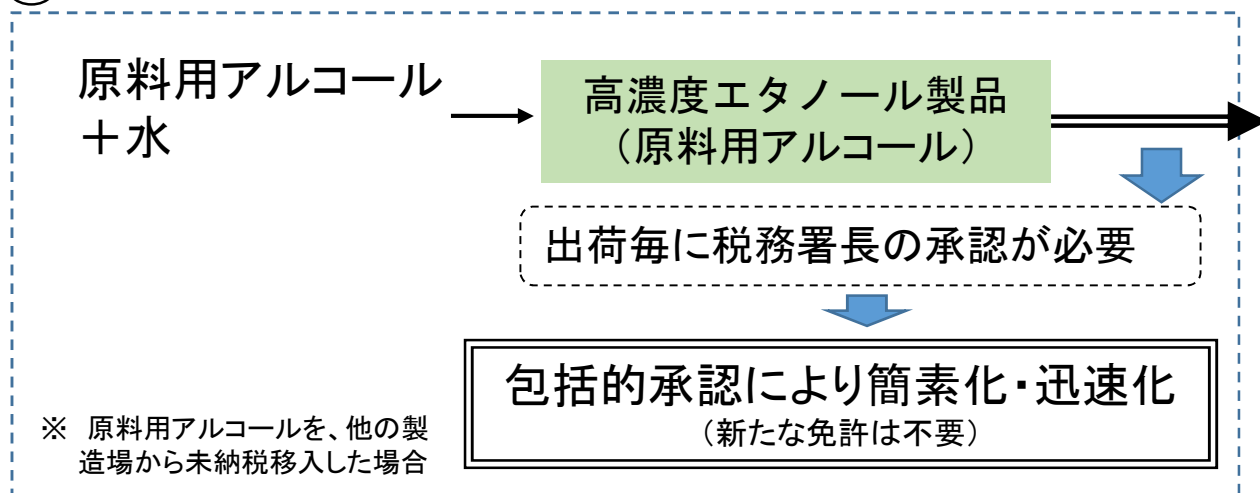 原料用アルコール
＋水
高濃度エタノール製品
（原料用アルコール）
出荷毎に税務署長の承認が必要
包括的承認により簡素化・迅速化
（新たな免許は不要）
※　原料用アルコールを、他の製
造場から未納税移入した場合